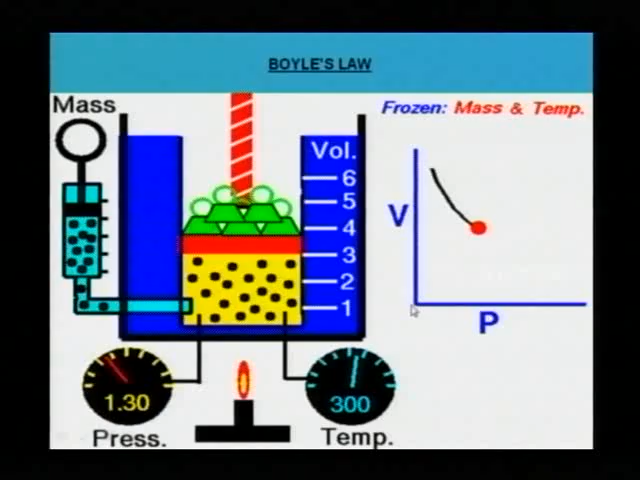 BOYLE'S LAW
Mass
Frozen: Mass & Temp.
Vol.
6
5
4
3
2
1
V
P
1.30
300
Press.
Temp.